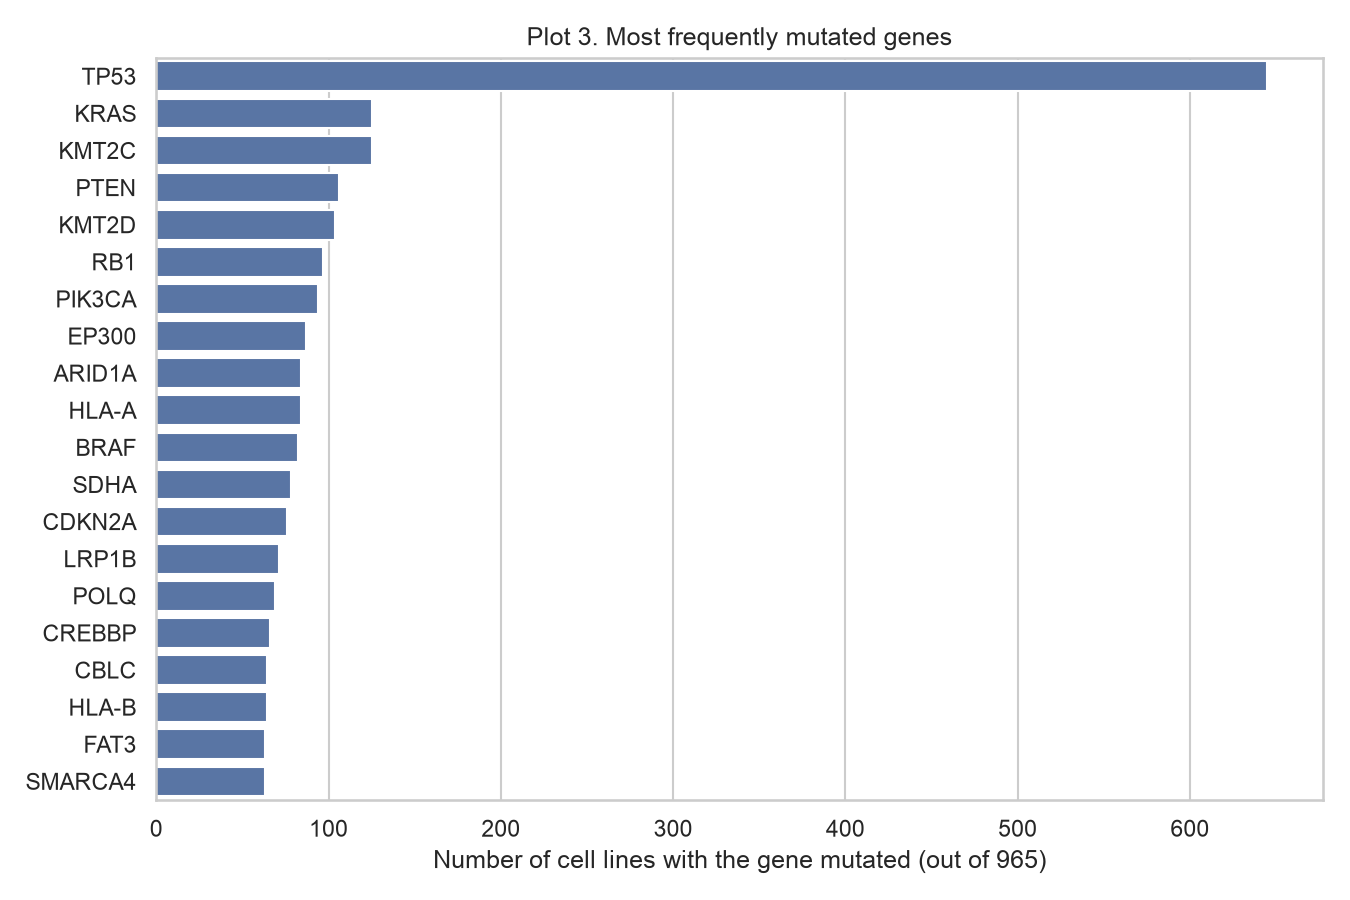 Plot 3. Most frequently mutated genes
TP53
KRAS
KMT2C
PTEN
KMT2D
RB1
PIK3CA
EP300
ARID1A
HLA-A
BRAF
SDHA
CDKN2A
LRP1B
POLQ
CREBBP
CBLC
HLA-B
FAT3
SMARCA4
0 100 200 300 400 500 600
Number of cell lines with the gene mutated (out of 965)